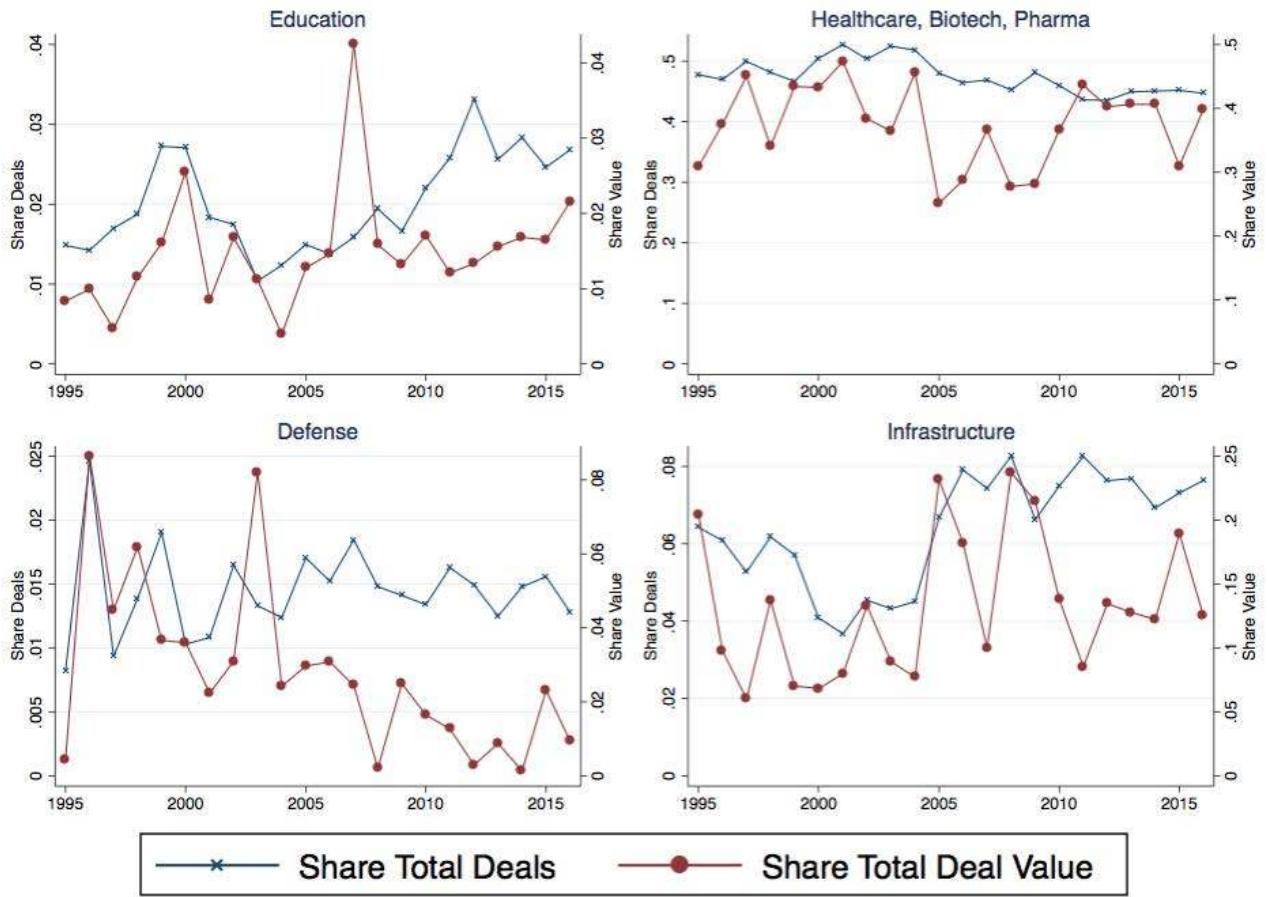 Education
Share Deals
0 .01 .02 .03 .04
Share Value
0 .01 .02 .03 .04
1995 2000 2005 2010 2015
Healthcare, Biotech, Pharma
Share Deals
0 .1 .2 .3 .4 .5
Share Value
0 .1 .2 .3 .4 .5
1995 2000 2005 2010 2015
Defense
Share Deals
0 .005 .01 .015 .02 .025
Share Value
0 .02 .04 .06 .08
1995 2000 2005 2010 2015
Infrastructure
Share Deals
0 .02 .04 .06 .08
Share Value
0 .05 .1 .15 .2 .25
1995 2000 2005 2010 2015
Share Total Deals
Share Total Deal Value